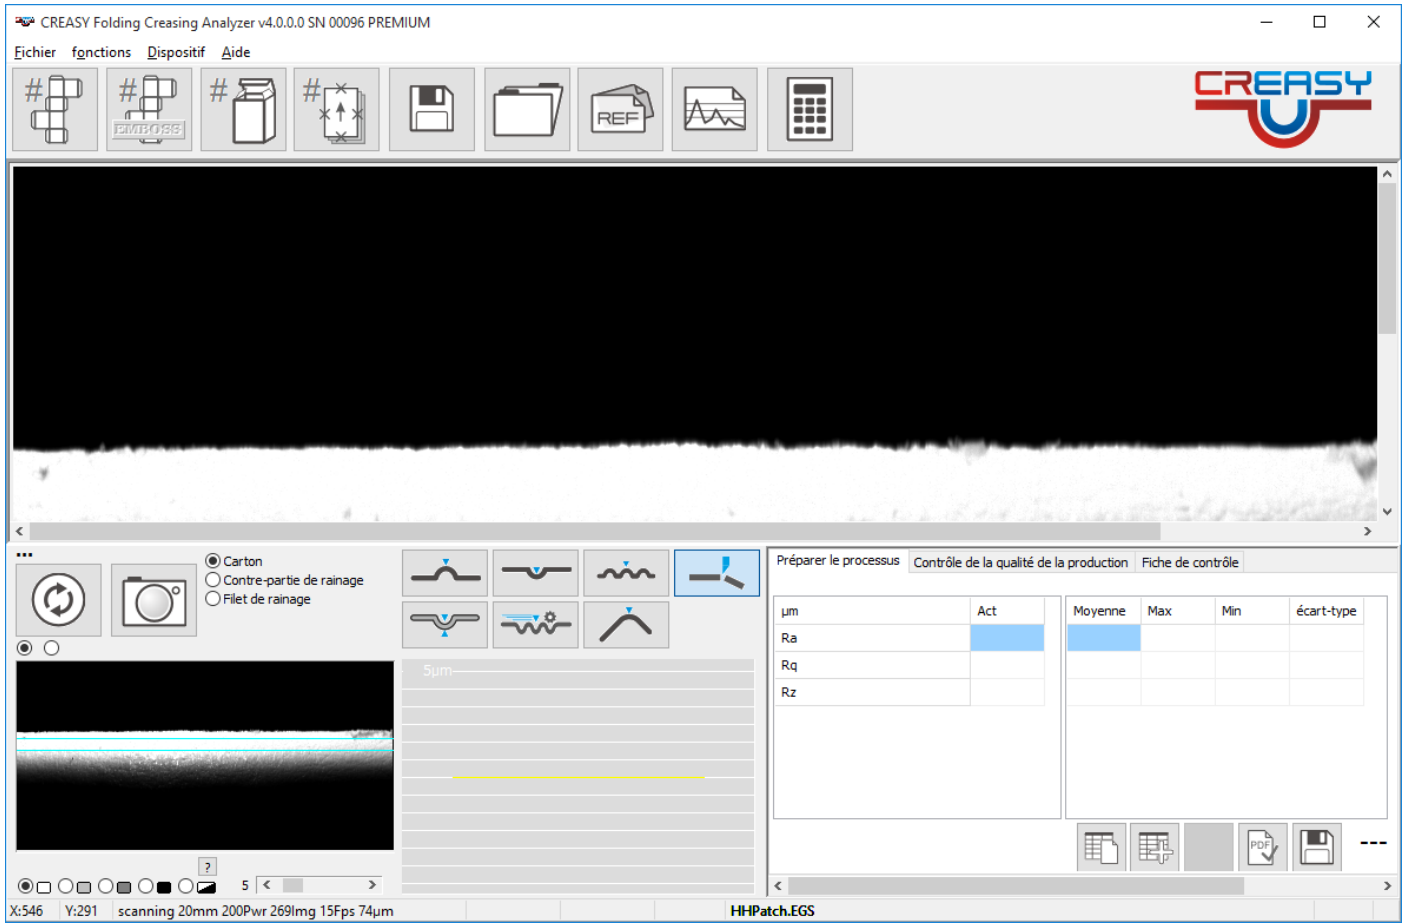 CREASY Folding Creasing Analyzer v4.0.0.0 SN 00096 PREMIUM
Fichier fonctions Dispositif Aide
# # EMBOSS # # REF PDF
CREASY
Carton
Contre-partie de rainage
Filet de rainage
5µm
Préparer le processus Contrôle de la qualité de la production Fiche de contrôle
µm Act Moyenne Max Min écart-type
Ra
Rq
Rz
PDF
---
?
5
X:546 Y:291 scanning 20mm 200Pwr 269Img 15Fps 74µm HHPatch.EGS